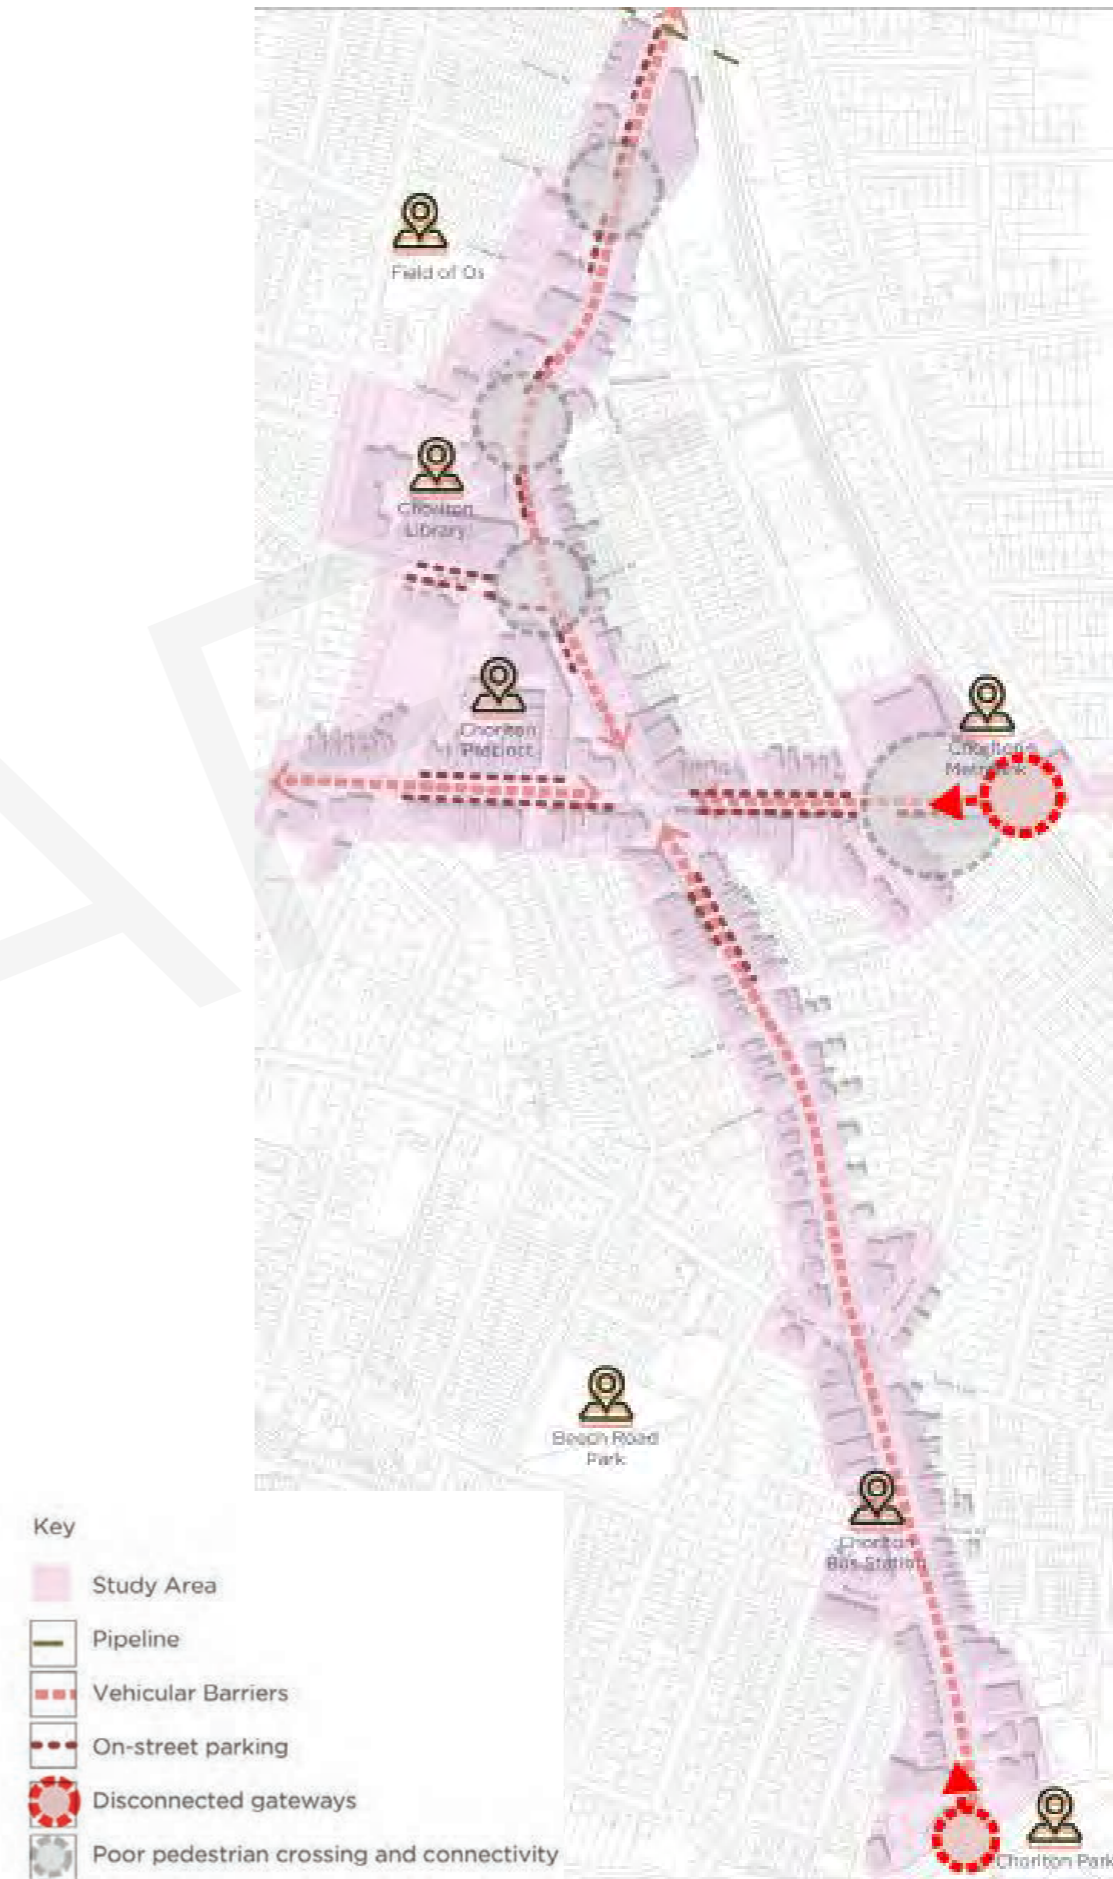 Field of Os
Chorlton
Library
Chorlton
Precinct
Chorlton
Metrolink
Beech Road
Park
Chorlton
Bus Station
Chorlton Park
Key
Study Area
Pipeline
Vehicular Barriers
On-street parking
Disconnected gateways
Poor pedestrian crossing and connectivity